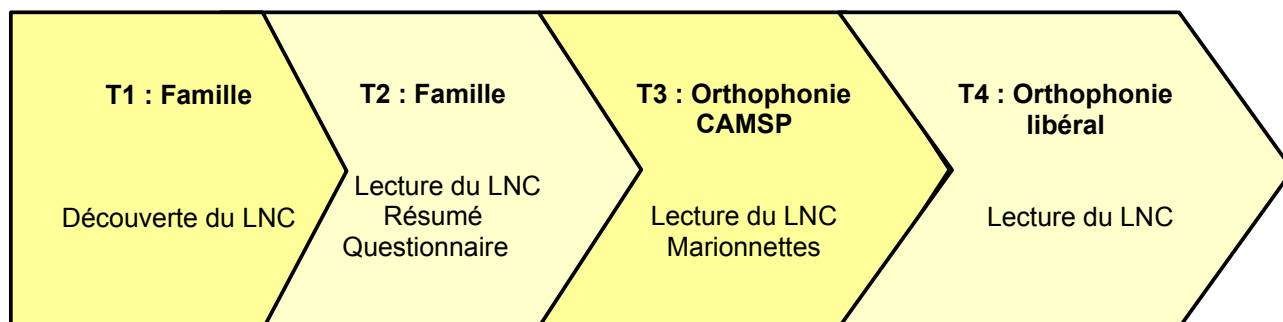 T1 : Famille
Découverte du LNC
T2 : Famille
Lecture du LNC
Résumé
Questionnaire
T3 : Orthophonie
CAMSP
Lecture du LNC
Marionnettes
T4 : Orthophonie
libéral
Lecture du LNC